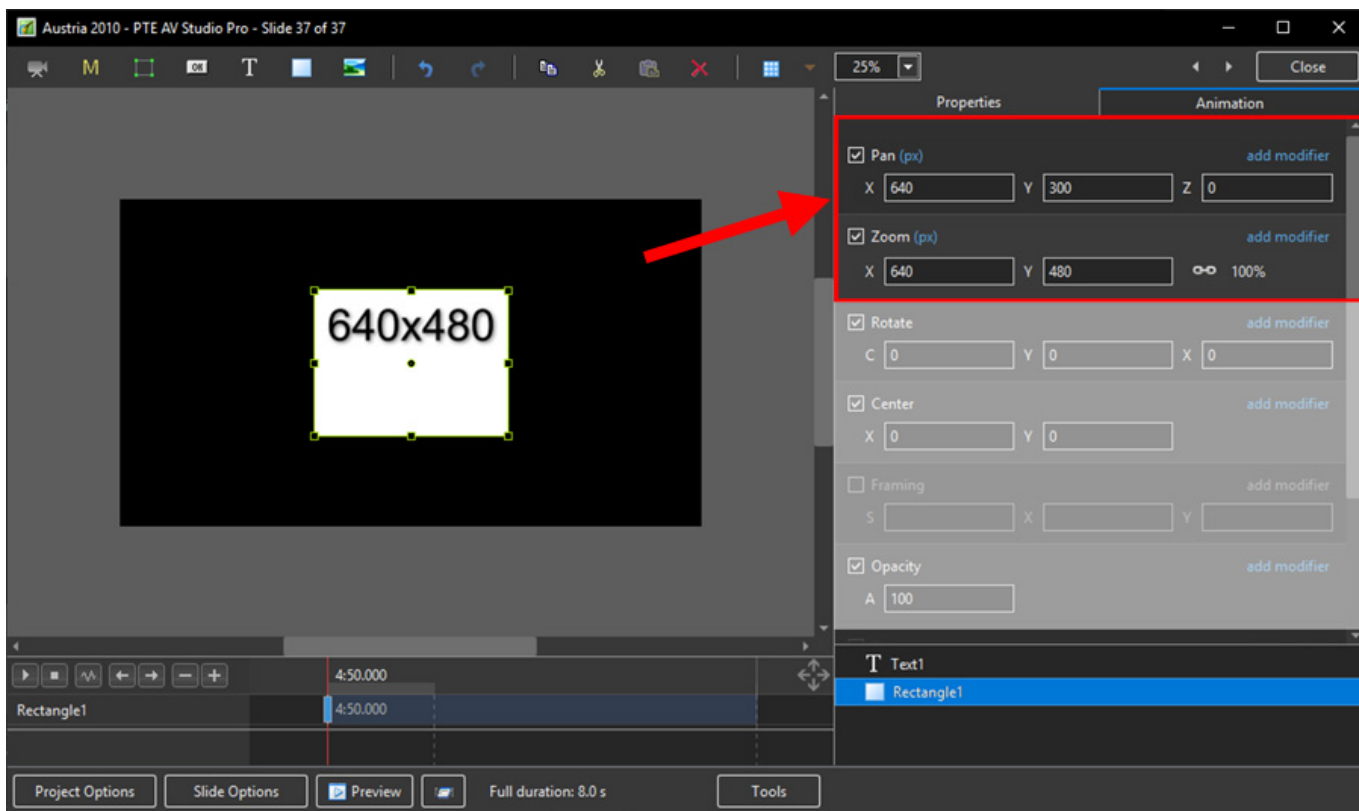 Austria 2010 - PTE AV Studio Pro - Slide 37 of 37
M OK T 25% Close
Properties Animation
Pan (px) add modifier
X 640 Y 300 Z 0
Zoom (px) add modifier
X 640 Y 480 100%
640x480
Rotate add modifier
C 0 Y 0 X 0
Center add modifier
X 0 Y 0
Framing add modifier
S X Y
Opacity add modifier
A 100
4:50.000
Rectangle1 4:50.000
T Text1
Rectangle1
Project Options Slide Options Preview Full duration: 8.0 s Tools